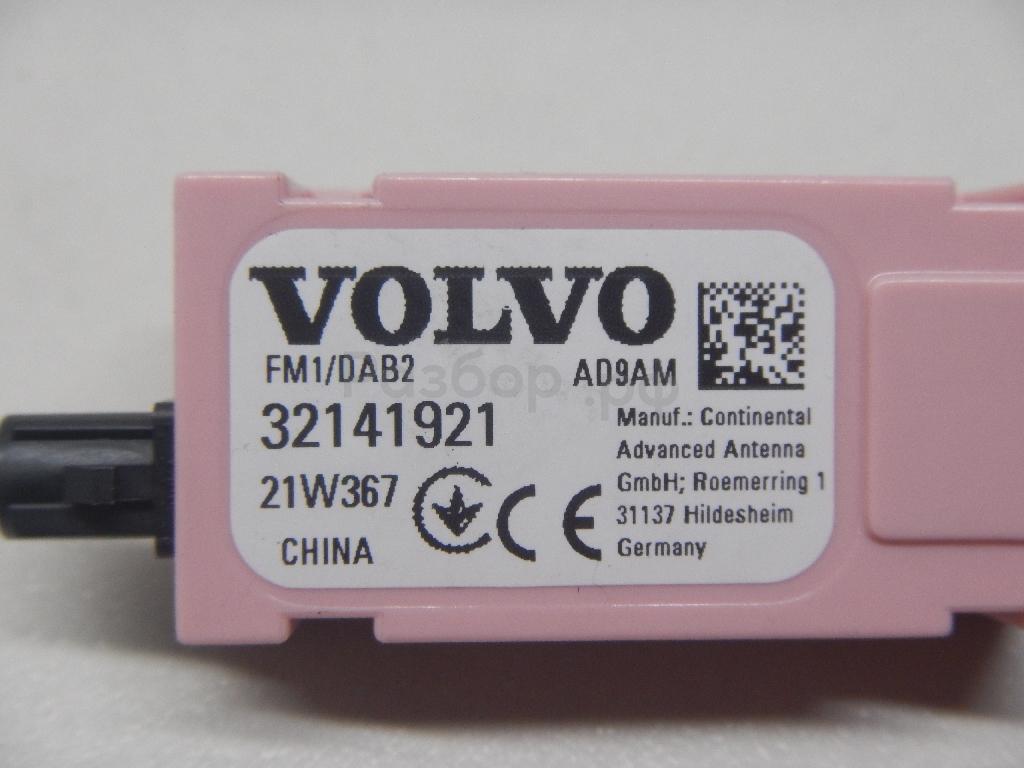 VOLVO
FM1/DAB2
AD9AM
32141921
21W367
CE
CHINA
Manuf.: Continental
Advanced Antenna
GmbH; Roemerring 1
31137 Hildesheim
Germany
Разбор.рф